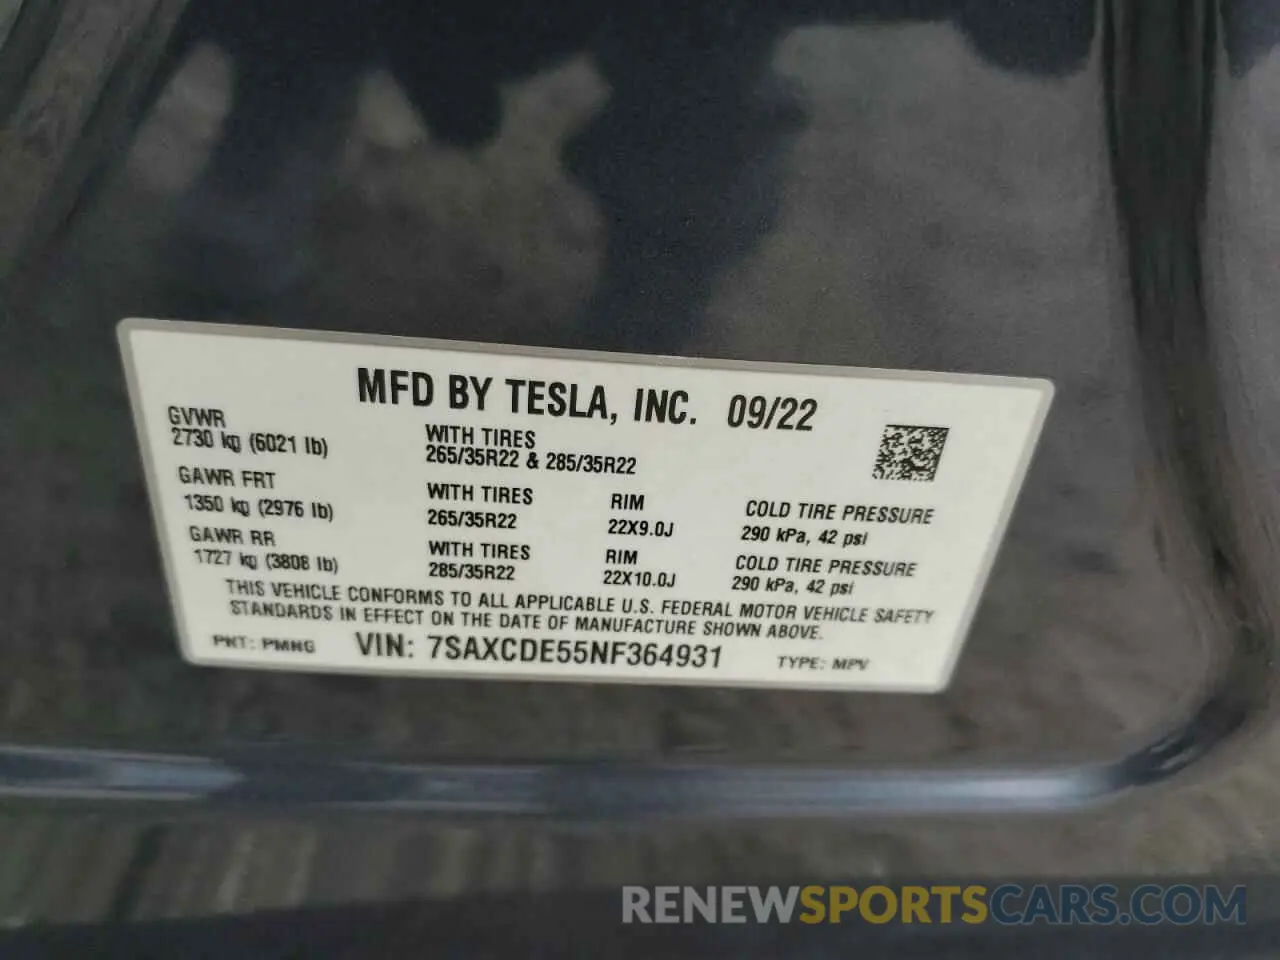 MFD BY TESLA, INC. 09/22
GVWR
2730 kg (6021 lb)
WITH TIRES
265/35R22 & 285/35R22
GAWR FRT
1350 kg (2976 lb)
WITH TIRES
265/35R22
RIM
22X9.0J
COLD TIRE PRESSURE
290 kPa, 42 psi
GAWR RR
1727 kg (3808 lb)
WITH TIRES
285/35R22
RIM
22X10.0J
COLD TIRE PRESSURE
290 kPa, 42 psi
THIS VEHICLE CONFORMS TO ALL APPLICABLE U.S. FEDERAL MOTOR VEHICLE SAFETY
STANDARDS IN EFFECT ON THE DATE OF MANUFACTURE SHOWN ABOVE.
PNT: PMNG VIN: 7SAXCDE55NF364931 TYPE: MPV
RENEWSPORTSCARS.COM